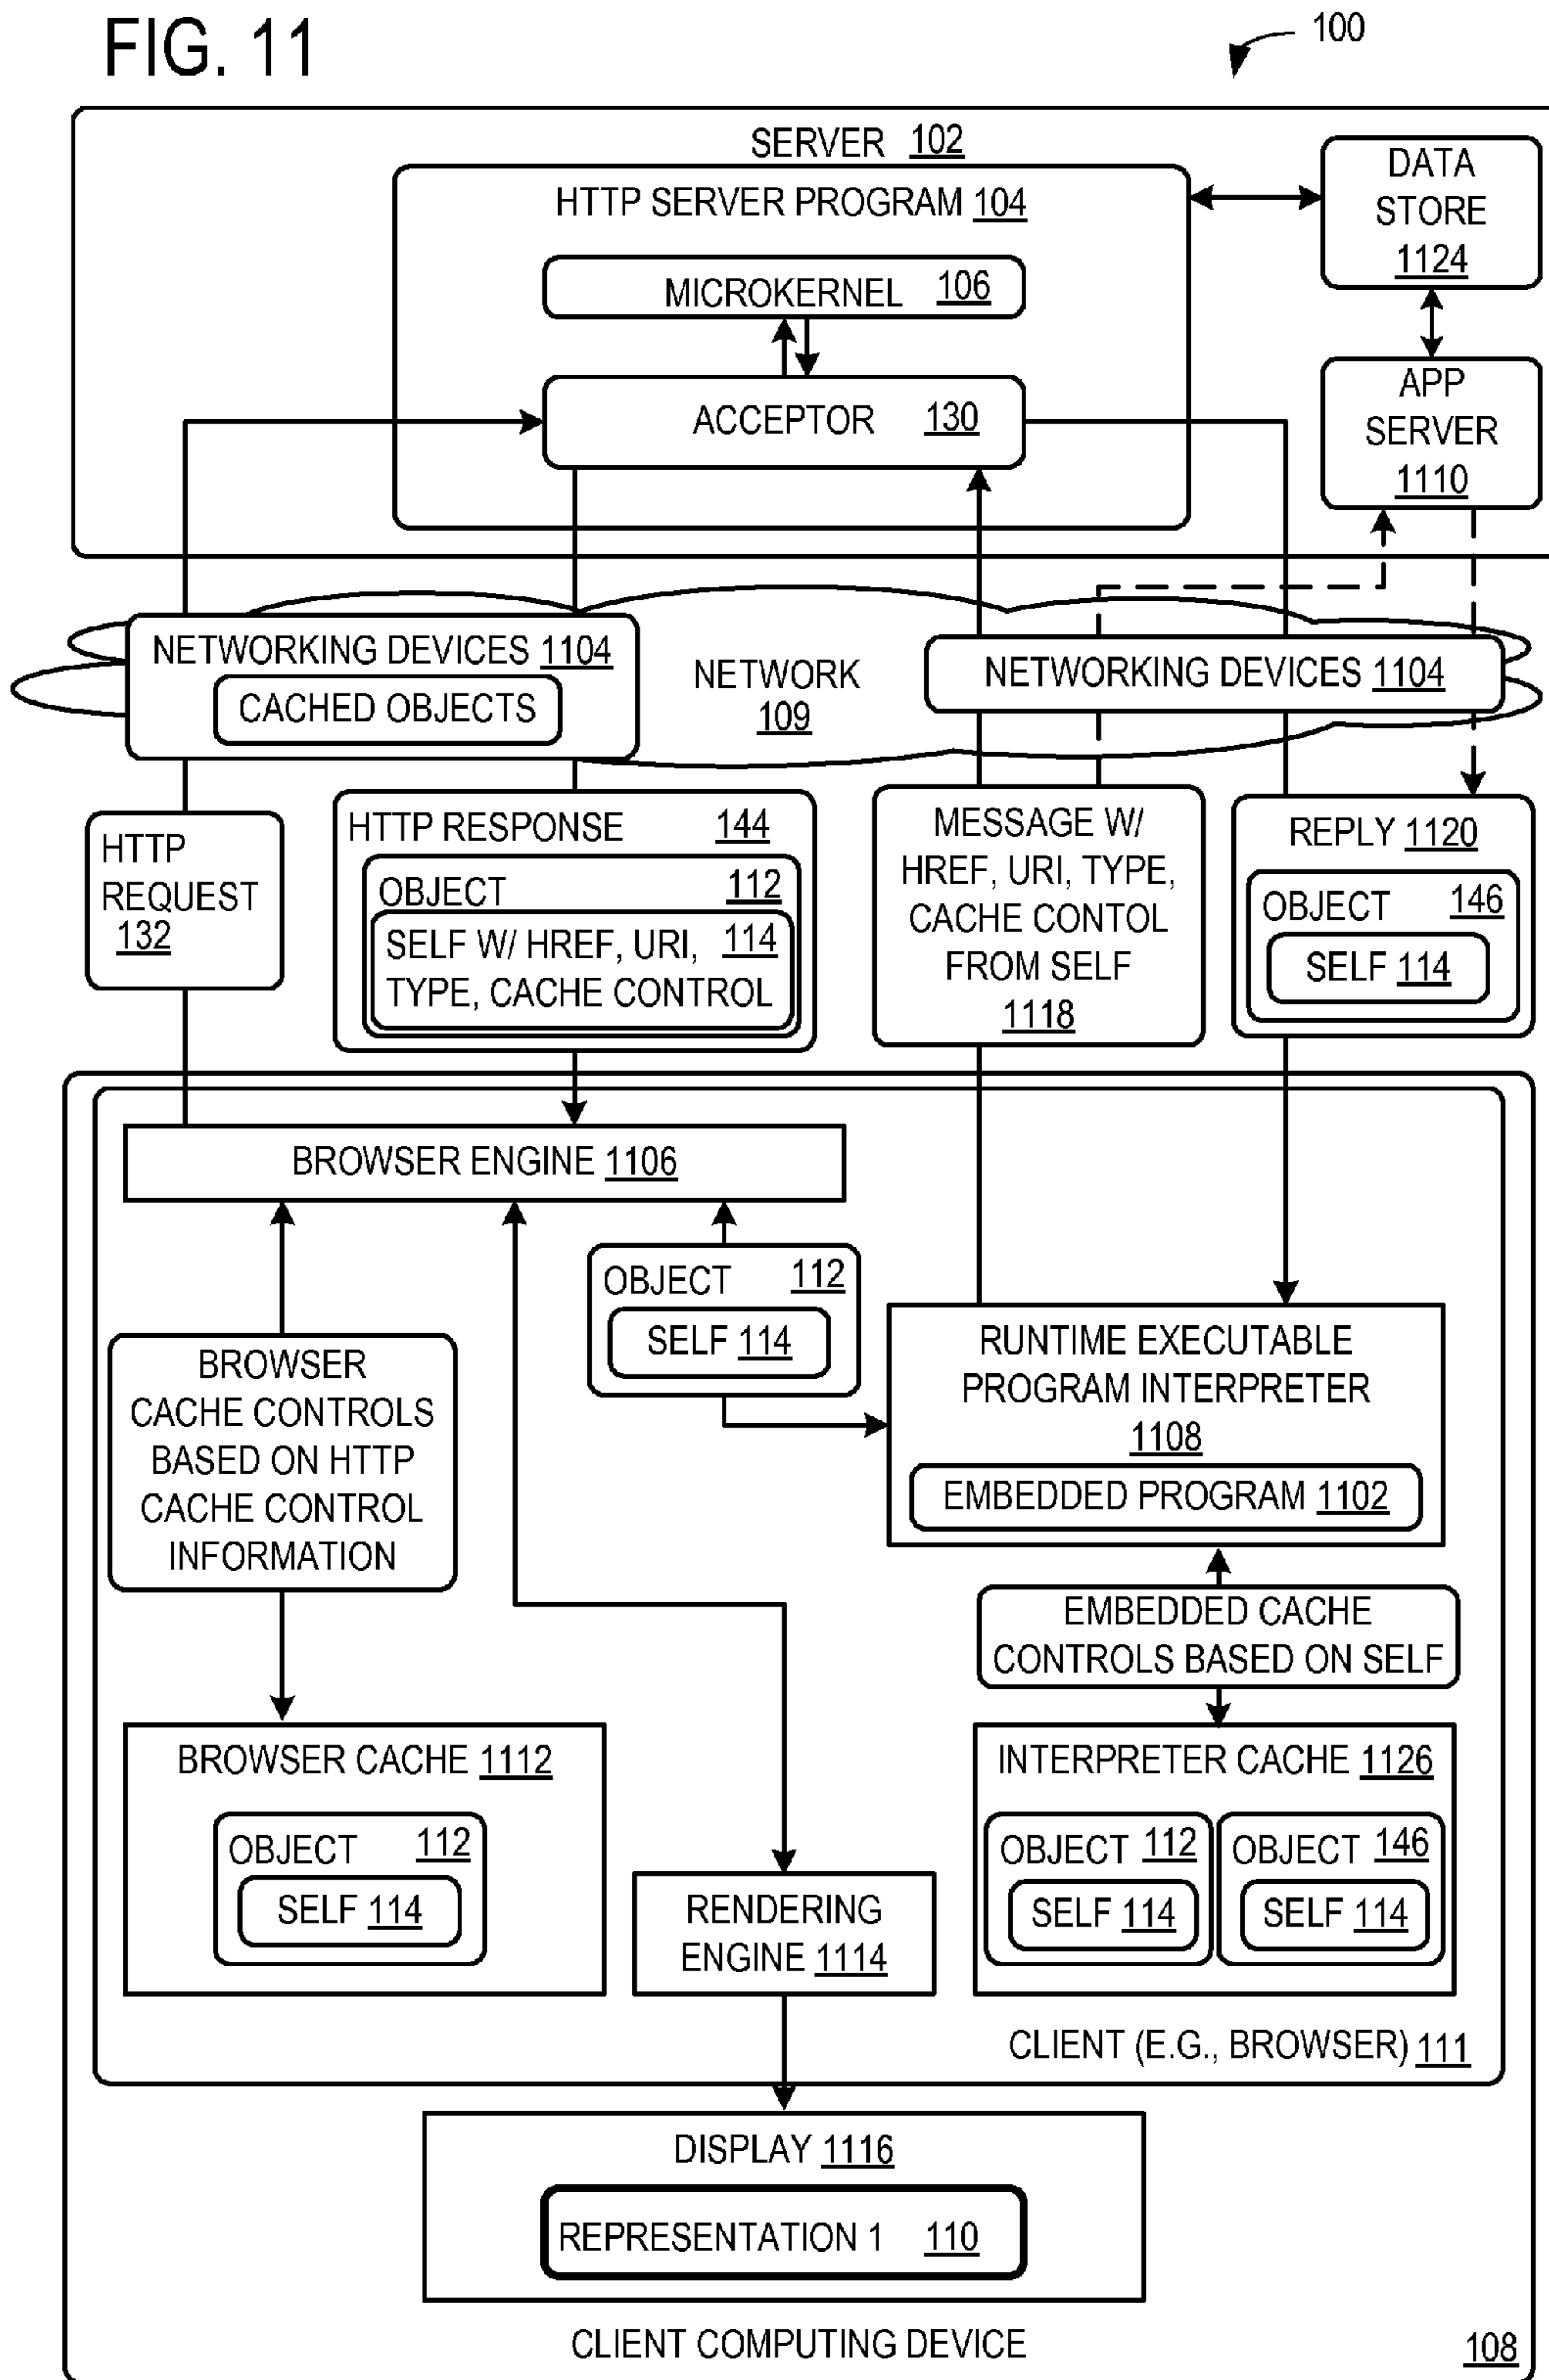 FIG. 11
100
SERVER 102
HTTP SERVER PROGRAM 104
MICROKERNEL 106
ACCEPTOR 130
DATA
STORE
1124
APP
SERVER
1110
NETWORKING DEVICES 1104
CACHED OBJECTS
NETWORK
109
NETWORKING DEVICES 1104
HTTP
REQUEST
132
HTTP RESPONSE 144
OBJECT 112
SELF W/ HREF, URI, 114
TYPE, CACHE CONTROL
MESSAGE W/
HREF, URI, TYPE,
CACHE CONTOL
FROM SELF
1118
REPLY 1120
OBJECT 146
SELF 114
BROWSER ENGINE 1106
OBJECT 112
SELF 114
BROWSER
CACHE CONTROLS
BASED ON HTTP
CACHE CONTROL
INFORMATION
RUNTIME EXECUTABLE
PROGRAM INTERPRETER
1108
EMBEDDED PROGRAM 1102
EMBEDDED CACHE
CONTROLS BASED ON SELF
BROWSER CACHE 1112
OBJECT 112
SELF 114
RENDERING
ENGINE 1114
INTERPRETER CACHE 1126
OBJECT 112
SELF 114
OBJECT 146
SELF 114
CLIENT (E.G., BROWSER) 111
DISPLAY 1116
REPRESENTATION 1 110
CLIENT COMPUTING DEVICE
108